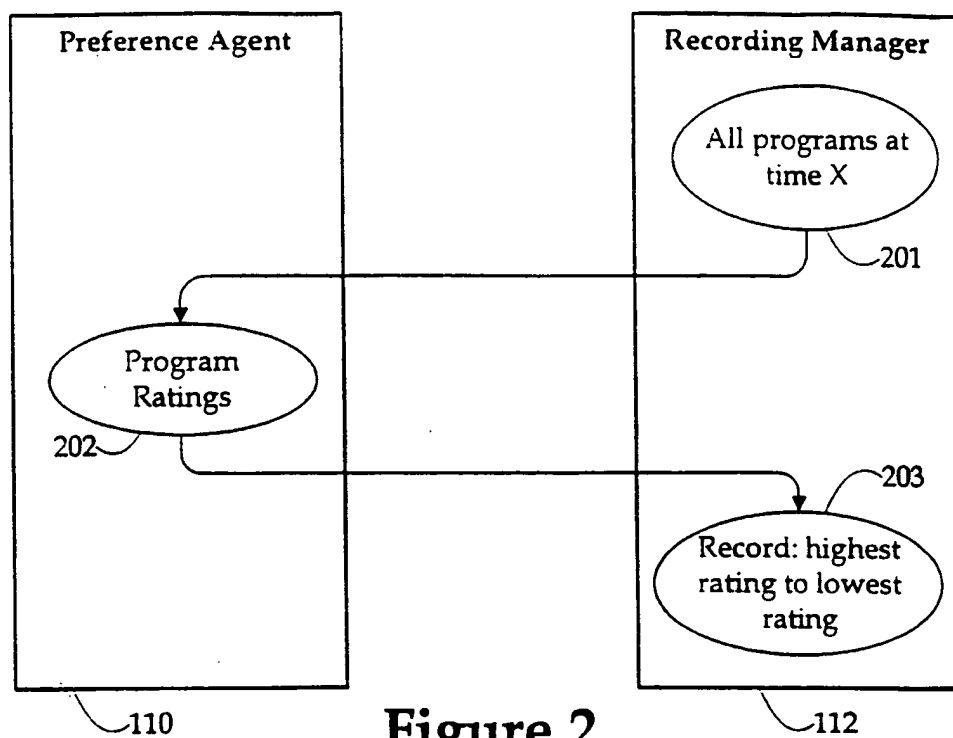 Preference Agent
Recording Manager
All programs at
time X
201
Program
Ratings
202
203
Record: highest
rating to lowest
rating
110
Figure 2
112